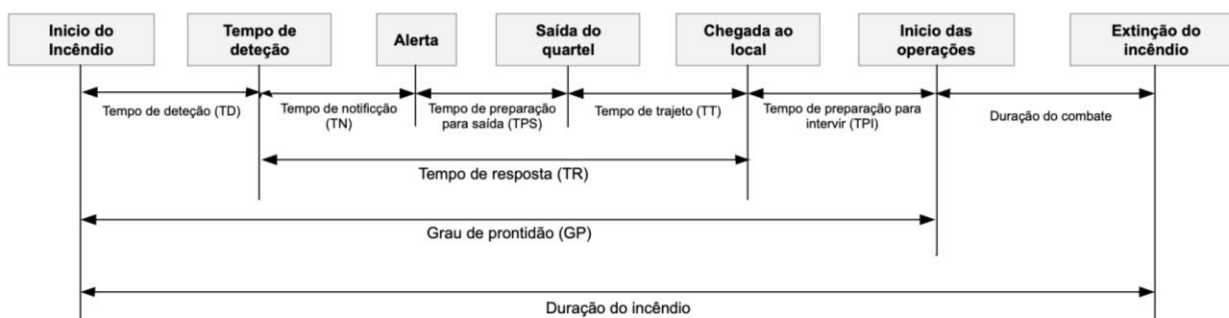 Inicio do
Incêndio
Tempo de
deteção
Alerta
Saída do
quartel
Chegada ao
local
Inicio das
operações
Extinção do
incêndio
Tempo de deteção (TD)
Tempo de notificção
(TN)
Tempo de preparação
para saída (TPS)
Tempo de trajeto (TT)
Tempo de preparação para
intervir (TPI)
Duração do combate
Tempo de resposta (TR)
Grau de prontidão (GP)
Duração do incêndio